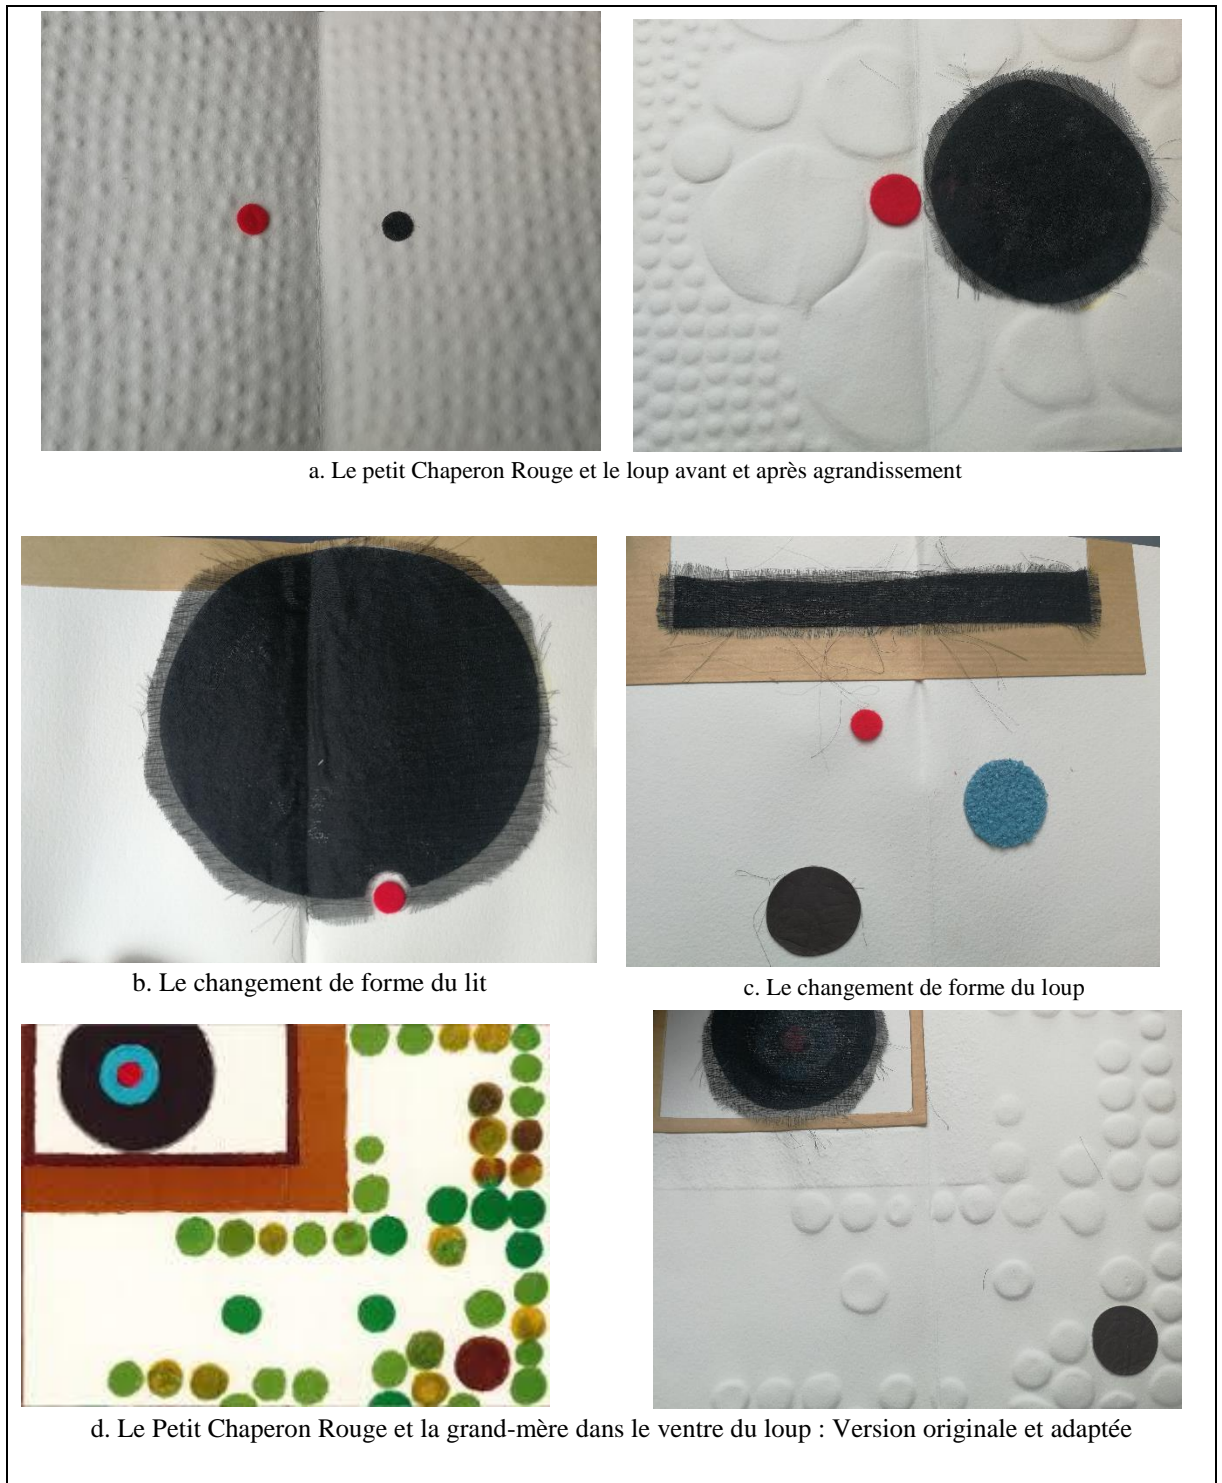 a. Le petit Chaperon Rouge et le loup avant et après agrandissement
b. Le changement de forme du lit
c. Le changement de forme du loup
d. Le Petit Chaperon Rouge et la grand-mère dans le ventre du loup : Version originale et adaptée